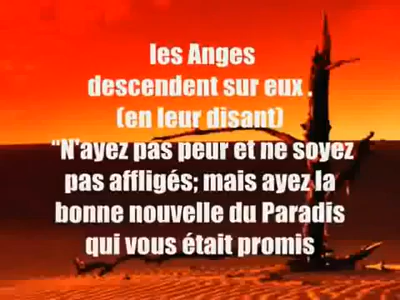 les Anges
descendent sur eux .
(en leur disant)
“N'ayez pas peur et ne soyez
pas affligés; mais ayez la
bonne nouvelle du Paradis
qui vous était promis